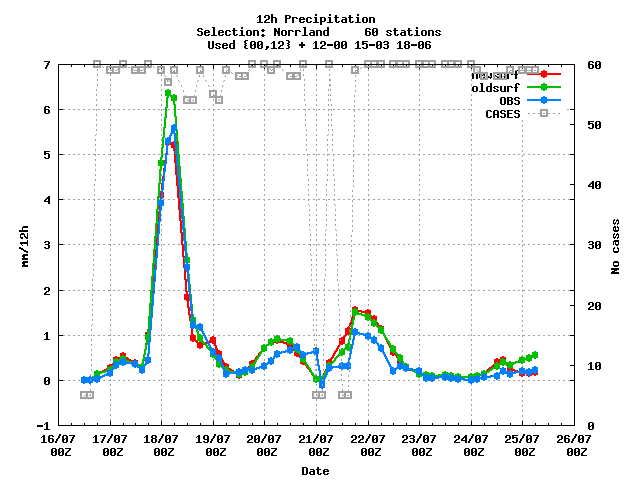 12h Precipitation
Selection: Norrland     60 stations
Used {00,12} + 12-00 15-03 18-06
7
6
5
4
3
2
1
0
-1
mm/12h
60
50
40
30
20
10
0
No cases
newsurf
oldsurf
OBS
CASES
16/07 17/07 18/07 19/07 20/07 21/07 22/07 23/07 24/07 25/07 26/07
00Z 00Z 00Z 00Z 00Z 00Z 00Z 00Z 00Z 00Z 00Z
Date